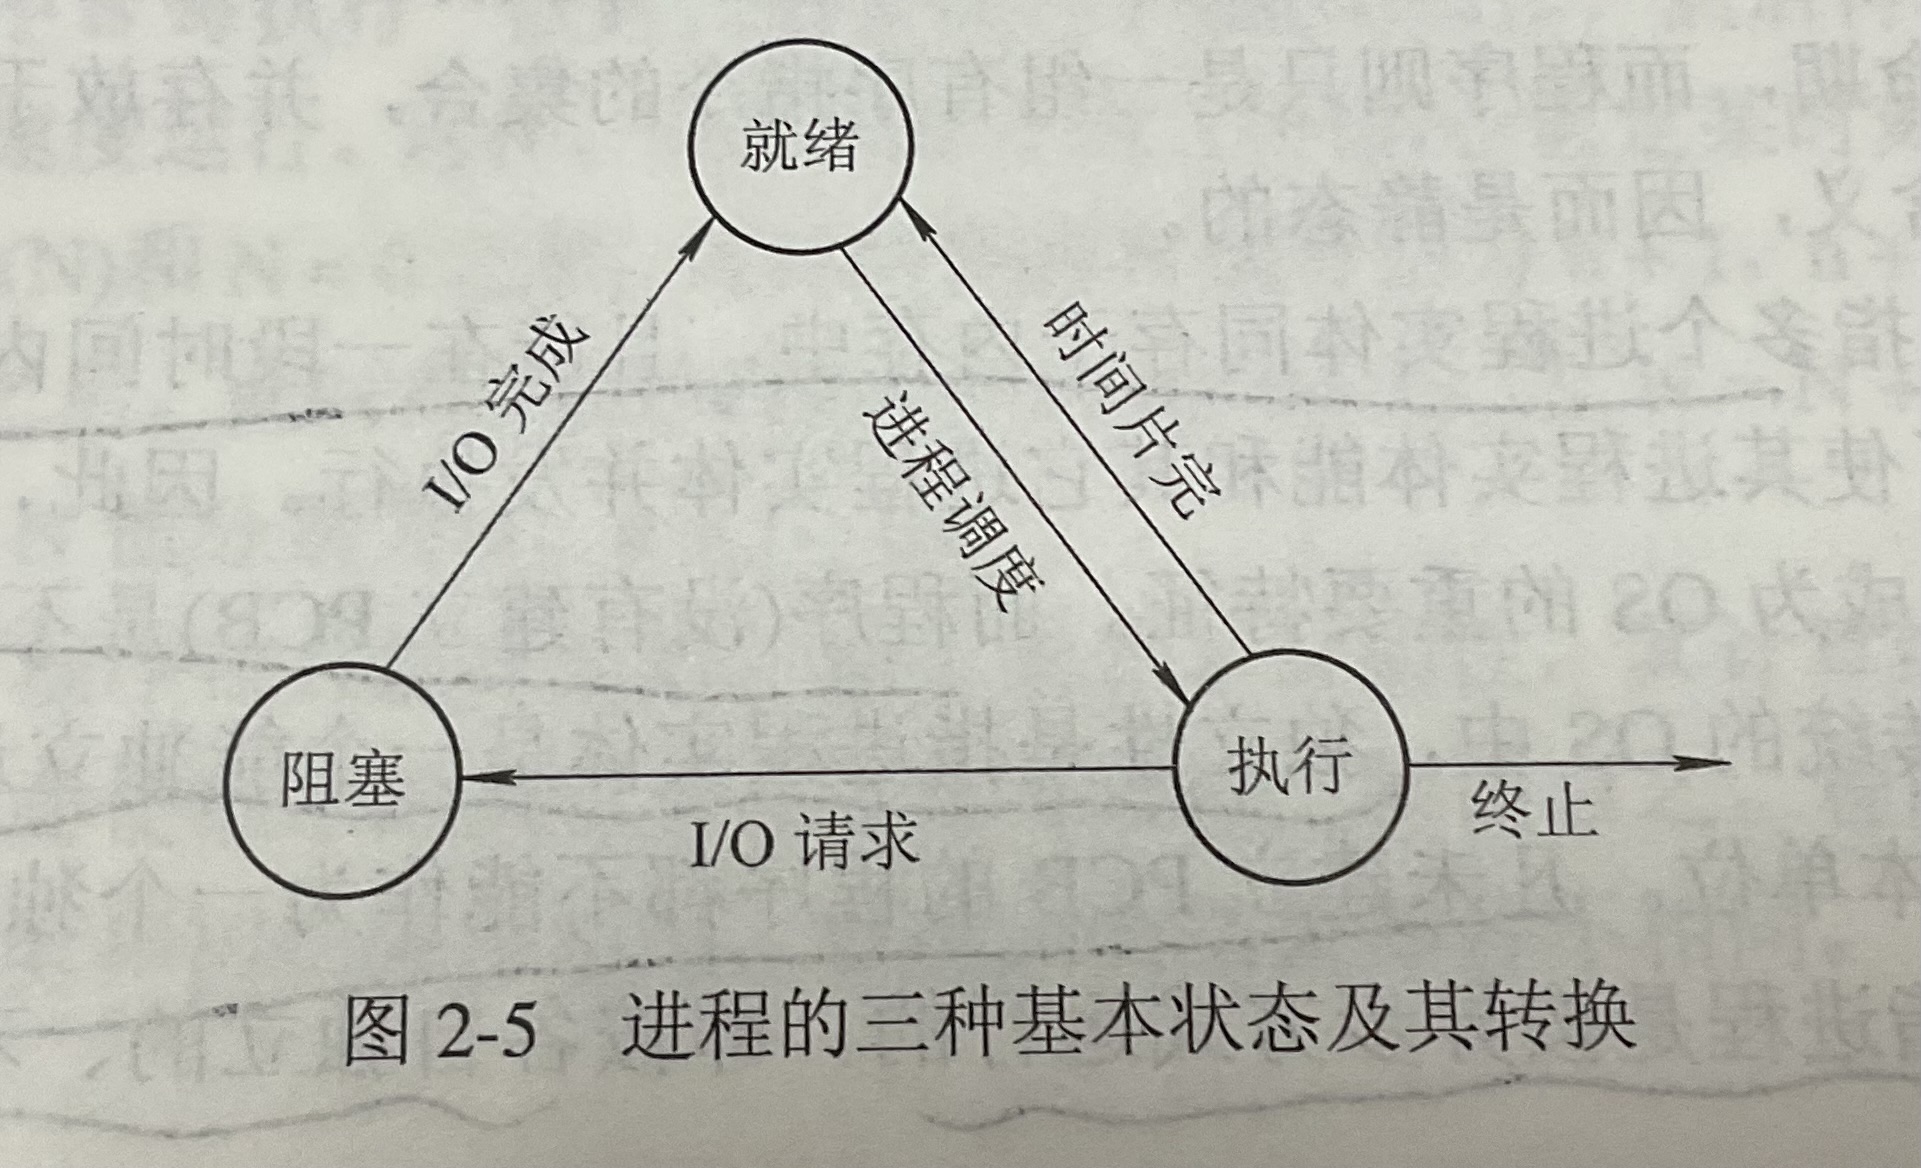 就绪
I/O 完成
时间片完
进程调度
阻塞
执行
I/O 请求
终止
图 2-5 进程的三种基本状态及其转换